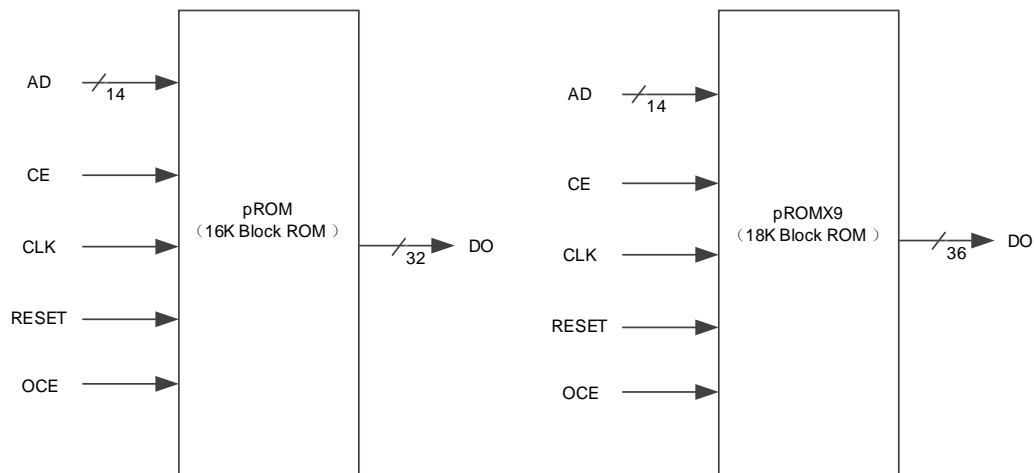 AD
14
CE
pROM
（16K Block ROM ）
CLK
32
DO
RESET
OCE
AD
14
CE
pROMX9
（18K Block ROM ）
CLK
36
DO
RESET
OCE